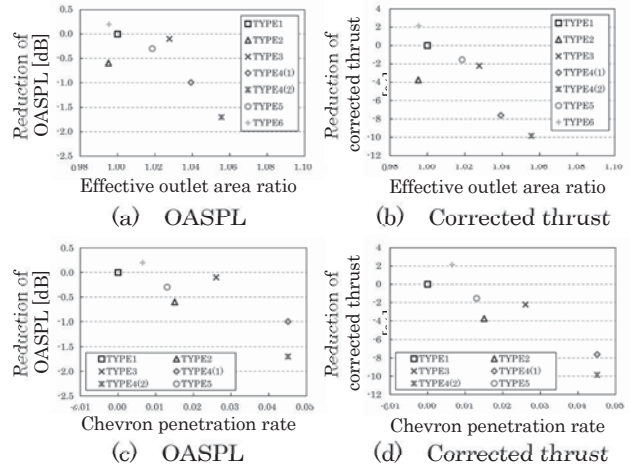 Reduction of
OASPL [dB]
0.5
0.0
-0.5
-1.0
-1.5
-2.0
-2.5
0.98 1.00 1.02 1.04 1.06 1.08 1.10
TYPE1
TYPE2
TYPE3
TYPE4(1)
TYPE4(2)
TYPE5
TYPE6
Effective outlet area ratio
(a) OASPL
Reduction of
corrected thrust
4
2
0
-2
-4
-6
-8
-10
-12
0.98 1.00 1.02 1.04 1.06 1.08 1.10
TYPE1
TYPE2
TYPE3
TYPE4(1)
TYPE4(2)
TYPE5
TYPE6
Effective outlet area ratio
(b) Corrected thrust
Reduction of
OASPL [dB]
0.5
0.0
-0.5
-1.0
-1.5
-2.0
-2.5
-0.01 0.00 0.01 0.02 0.03 0.04 0.05
TYPE1 TYPE2
TYPE3 TYPE4(1)
TYPE4(2) TYPE5
Chevron penetration rate
(c) OASPL
Reduction of
corrected thrust
4
2
0
-2
-4
-6
-8
-10
-12
-0.01 0.00 0.01 0.02 0.03 0.04 0.05
TYPE1 TYPE2
TYPE3 TYPE4(1)
TYPE4(2) TYPE5
Chevron penetration rate
(d) Corrected thrust